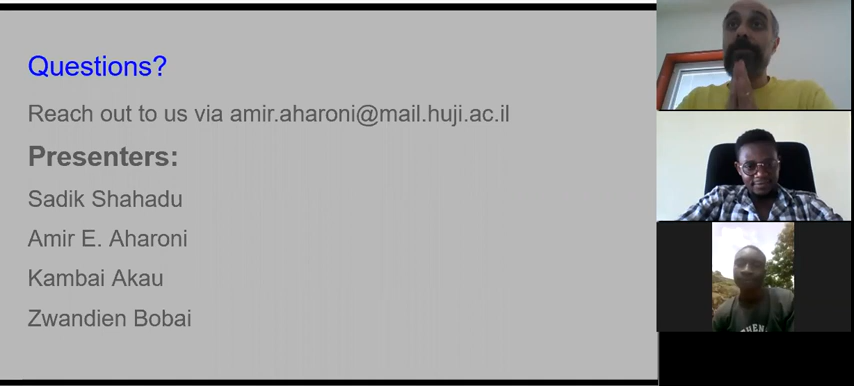 Questions?
Reach out to us via amir.aharoni@mail.huji.ac.il
Presenters:
Sadik Shahadu
Amir E. Aharoni
Kambai Akau
Zwandien Bobai